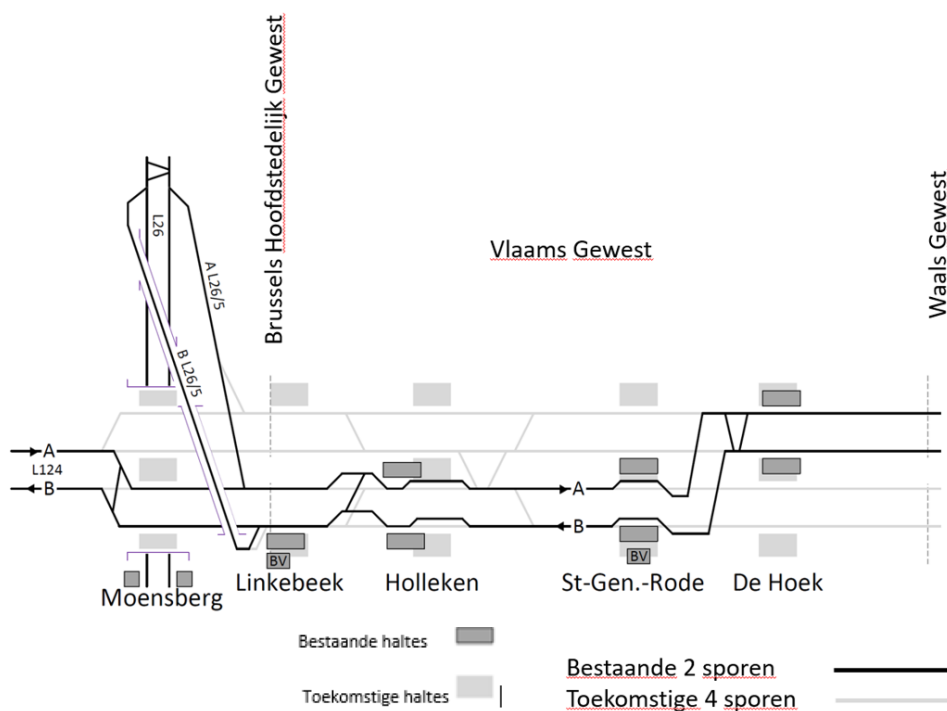 Brussels Hoofdstedelijk Gewest
Vlaams Gewest
Waals Gewest
L26
A L26/5
B L26/5
A
L124
B
A
B
BV
BV
Moensberg
Linkebeek
Holleken
St-Gen.-Rode
De Hoek
Bestaande haltes
Toekomstige haltes
Bestaande 2 sporen
Toekomstige 4 sporen